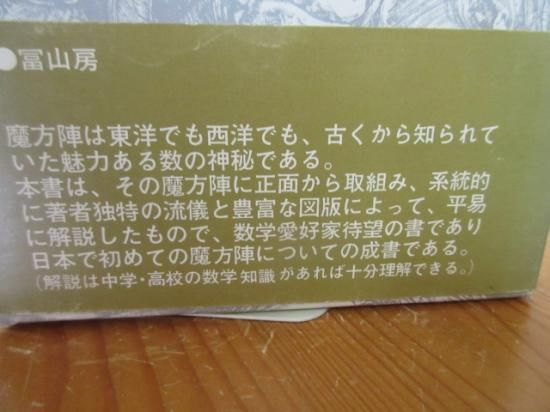 ●冨山房
魔方陣は東洋でも西洋でも、古くから知られて
いた魅力ある数の神秘である。
本書は、その魔方陣に正面から取組み、系統的
に著者独特の流儀と豊富な図版によって、平易
に解説したもので、数学愛好家待望の書であり
日本で初めての魔方陣についての成書である。
(解説は中学・高校の数学知識があれば十分理解できる。)